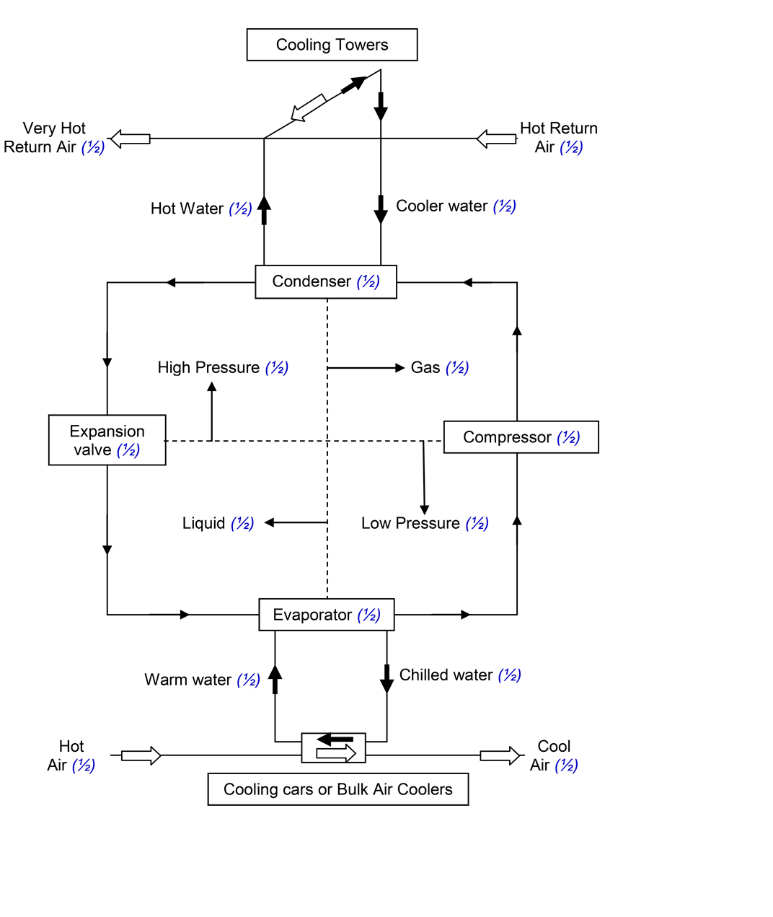 Cooling Towers
Very Hot
Return Air (½)
Hot Return
Air (½)
Hot Water (½)
Cooler water (½)
Condenser (½)
High Pressure (½)
Gas (½)
Expansion
valve (½)
Compressor (½)
Liquid (½)
Low Pressure (½)
Evaporator (½)
Warm water (½)
Chilled water (½)
Hot
Air (½)
Cool
Air (½)
Cooling cars or Bulk Air Coolers